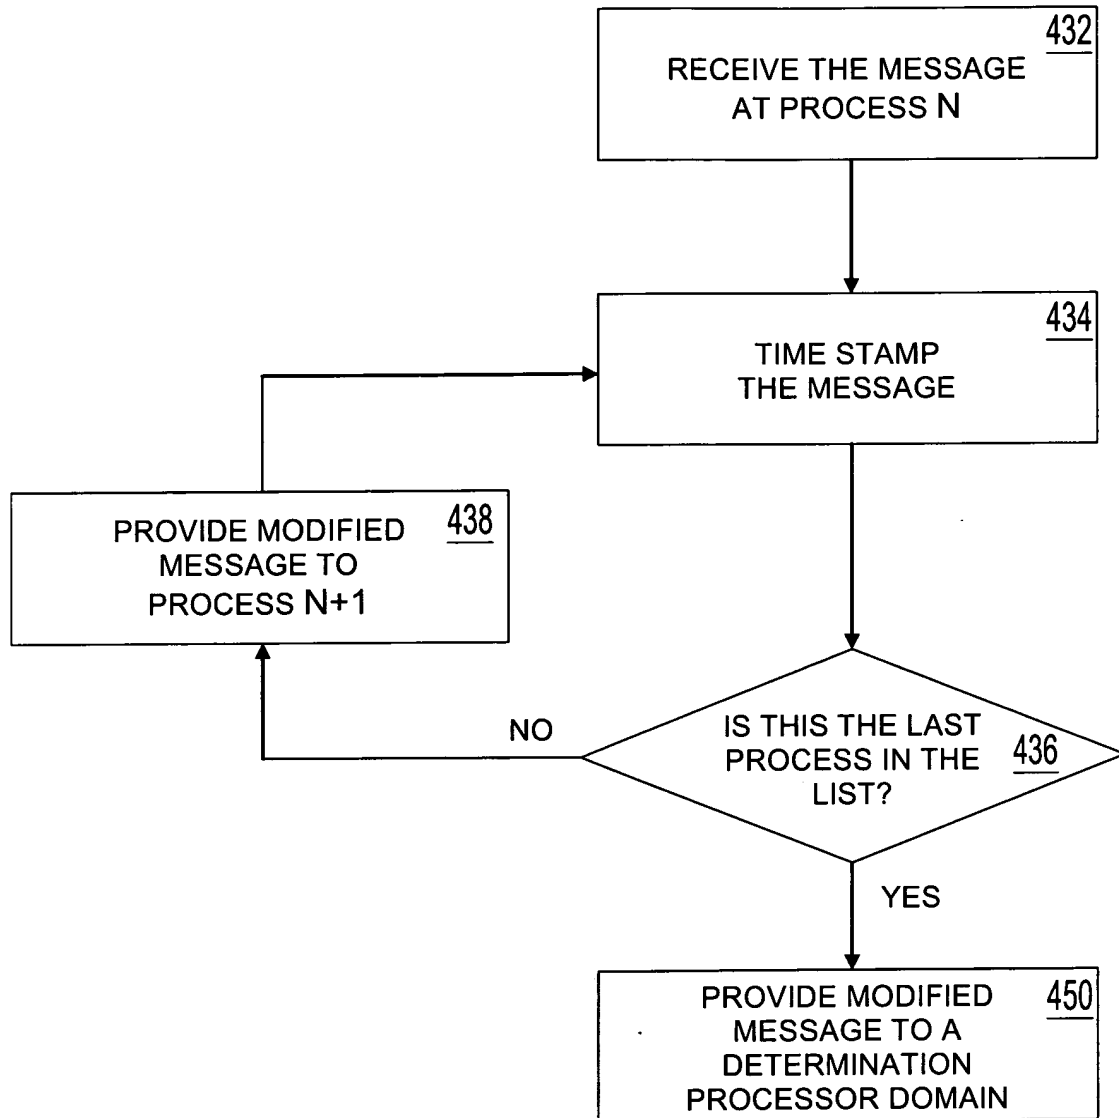 432
RECEIVE THE MESSAGE
AT PROCESS N
434
TIME STAMP
THE MESSAGE
438
PROVIDE MODIFIED
MESSAGE TO
PROCESS N+1
NO
IS THIS THE LAST
PROCESS IN THE
LIST?
436
YES
450
PROVIDE MODIFIED
MESSAGE TO A
DETERMINATION
PROCESSOR DOMAIN